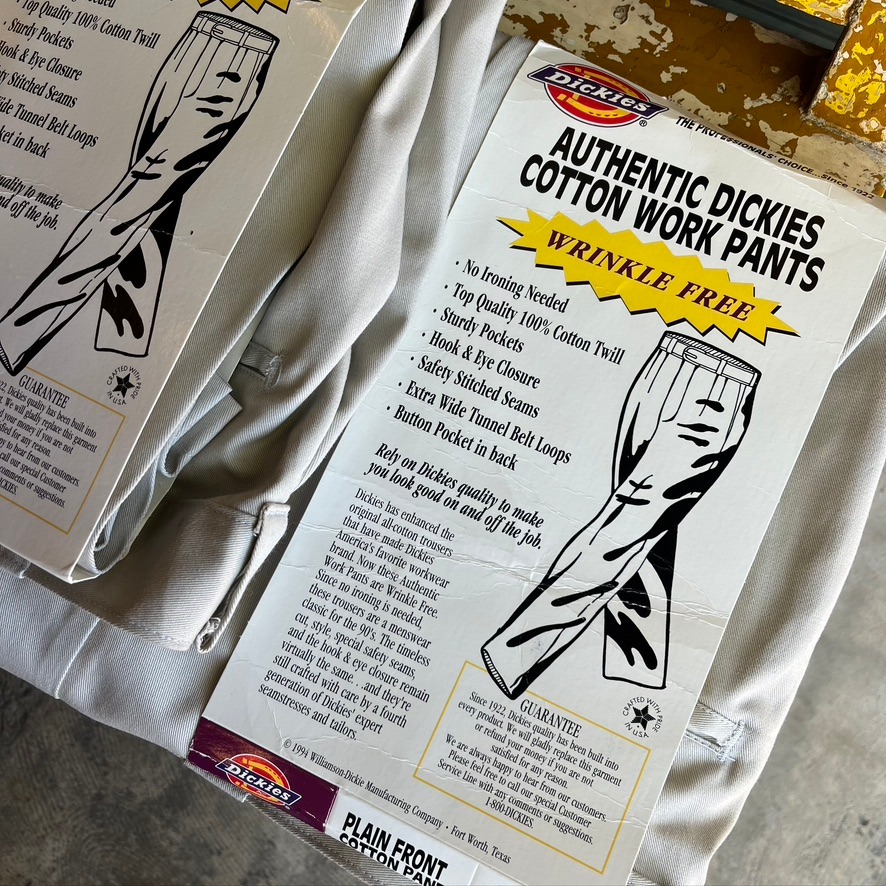 Top Quality 100% Cotton Twill
Sturdy Pockets
Hook & Eye Closure
Stitched Seams
Wide Tunnel Belt Loops
in back
quality to make
and off the job.
CRAFTED WITH PRIDE
IN USA
GUARANTEE
Dickies quality has been built into
We will gladly replace this garment
your money if you are not
satisfied for any reason.
to hear from our customers.
call our special Customer
comments or suggestions.
Dickies®
THE PROFESSIONALS' CHOICE...Since 1922
AUTHENTIC DICKIES
COTTON WORK PANTS
WRINKLE FREE
• No Ironing Needed
• Top Quality 100% Cotton Twill
• Sturdy Pockets
• Hook & Eye Closure
• Safety Stitched Seams
• Extra Wide Tunnel Belt Loops
• Button Pocket in back
Rely on Dickies quality to make
you look good on and off the job.
Dickies has enhanced the
original all-cotton trousers
that have made Dickies
America's favorite workwear
brand. Now these Authentic
Work Pants are Wrinkle Free.
Since no ironing is needed,
these trousers are a menswear
classic for the 90's. The timeless
cut, style, special safety seams,
and the hook & eye closure remain
virtually the same...and they're
still crafted with care by a fourth
generation of Dickies' expert
seamstresses and tailors.
CRAFTED WITH PRIDE
IN USA
GUARANTEE
Since 1922, Dickies quality has been built into
every product. We will gladly replace this garment
or refund your money if you are not
satisfied for any reason.
We are always happy to hear from our customers.
Please feel free to call our special Customer
Service Line with any comments or suggestions.
1-800-DICKIES.
© 1994 Williamson-Dickie Manufacturing Company • Fort Worth, Texas
Dickies
PLAIN FRONT
COTTON PANT